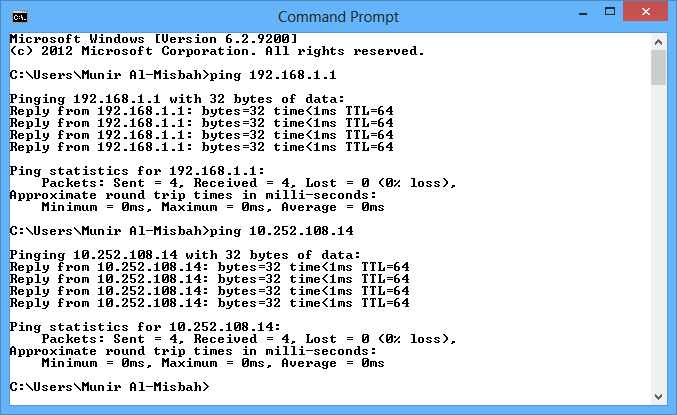 Command Prompt
Microsoft Windows [Version 6.2.9200]
(c) 2012 Microsoft Corporation. All rights reserved.
C:\Users\Munir Al-Misbah>ping 192.168.1.1
Pinging 192.168.1.1 with 32 bytes of data:
Reply from 192.168.1.1: bytes=32 time<1ms TTL=64
Reply from 192.168.1.1: bytes=32 time<1ms TTL=64
Reply from 192.168.1.1: bytes=32 time<1ms TTL=64
Reply from 192.168.1.1: bytes=32 time<1ms TTL=64
Ping statistics for 192.168.1.1:
    Packets: Sent = 4, Received = 4, Lost = 0 (0% loss),
Approximate round trip times in milli-seconds:
    Minimum = 0ms, Maximum = 0ms, Average = 0ms
C:\Users\Munir Al-Misbah>ping 10.252.108.14
Pinging 10.252.108.14 with 32 bytes of data:
Reply from 10.252.108.14: bytes=32 time<1ms TTL=64
Reply from 10.252.108.14: bytes=32 time<1ms TTL=64
Reply from 10.252.108.14: bytes=32 time<1ms TTL=64
Reply from 10.252.108.14: bytes=32 time<1ms TTL=64
Ping statistics for 10.252.108.14:
    Packets: Sent = 4, Received = 4, Lost = 0 (0% loss),
Approximate round trip times in milli-seconds:
    Minimum = 0ms, Maximum = 0ms, Average = 0ms
C:\Users\Munir Al-Misbah>